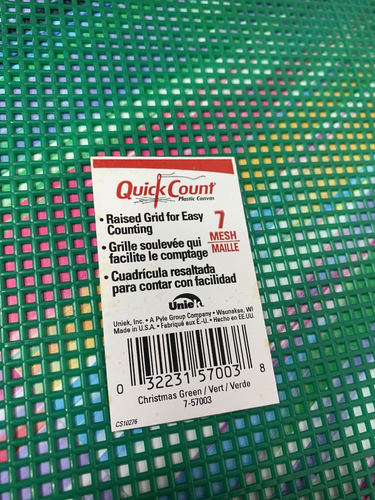 Quick Count
Plastic Canvas
• Raised Grid for Easy
Counting
7
MESH
MAILLE
• Grille soulevée qui
facilite le comptage
• Cuadrícula resaltada
para contar con facilidad
Uniek
Uniek, Inc. • A Pyle Group Company • Waunakee, WI
Made in U.S.A. • Fabriqué aux É.-U. • Hecho en EE.UU.
0 32231 57003 8
Christmas Green / Vert / Verde
7-57003
CS10276